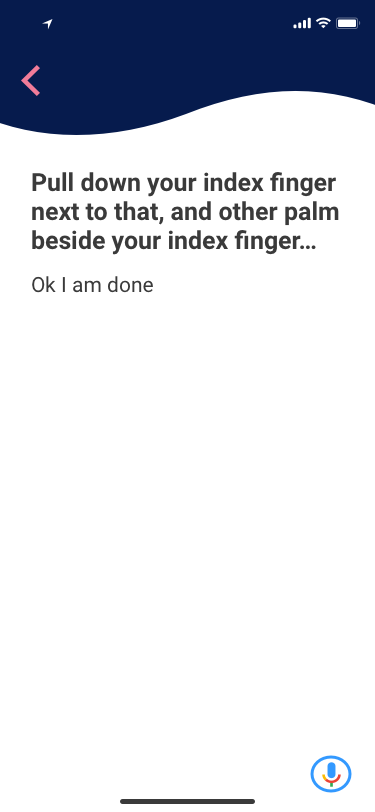 Pull down your index finger
next to that, and other palm
beside your index finger...
Ok I am done